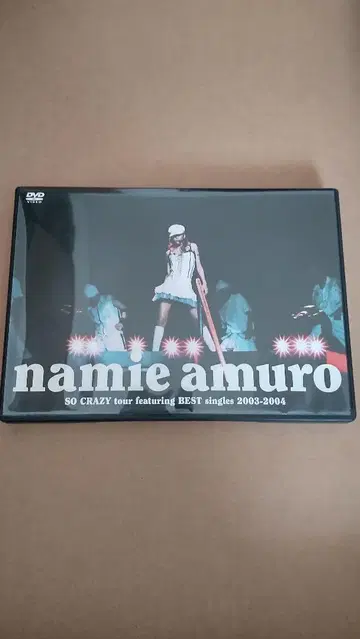 DVD
VIDEO
namie amuro
SO CRAZY tour featuring BEST singles 2003-2004